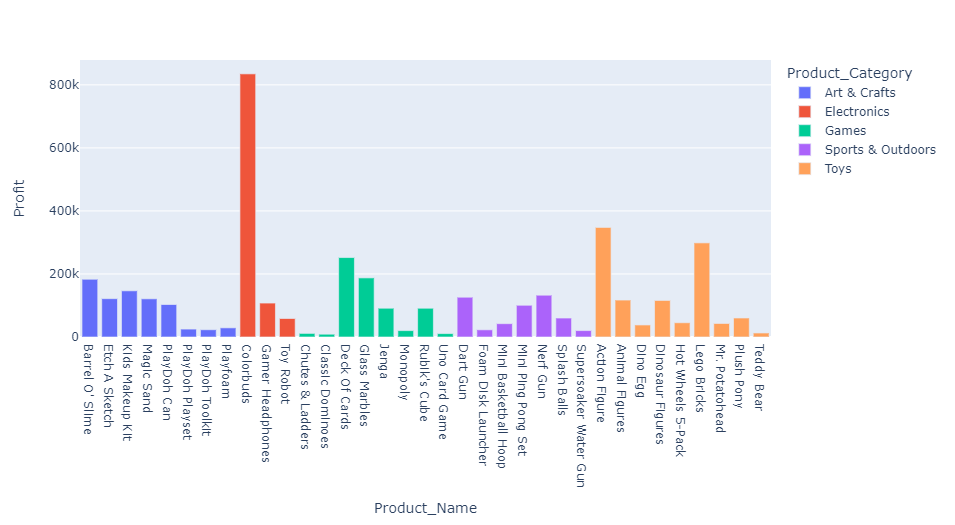 Product_Category
Art & Crafts
Electronics
Games
Sports & Outdoors
Toys
Profit
800k
600k
400k
200k
0
Barrel O' Slime
Etch A Sketch
Kids Makeup Kit
Magic Sand
PlayDoh Can
PlayDoh Playset
PlayDoh Toolkit
Playfoam
Colorbuds
Gamer Headphones
Toy Robot
Chutes & Ladders
Classic Dominoes
Deck Of Cards
Glass Marbles
Jenga
Monopoly
Rubik's Cube
Uno Card Game
Dart Gun
Foam Disk Launcher
Mini Basketball Hoop
Mini Ping Pong Set
Nerf Gun
Splash Balls
Supersoaker Water Gun
Action Figure
Animal Figures
Dino Egg
Dinosaur Figures
Hot Wheels 5-Pack
Lego Bricks
Mr. Potatohead
Plush Pony
Teddy Bear
Product_Name